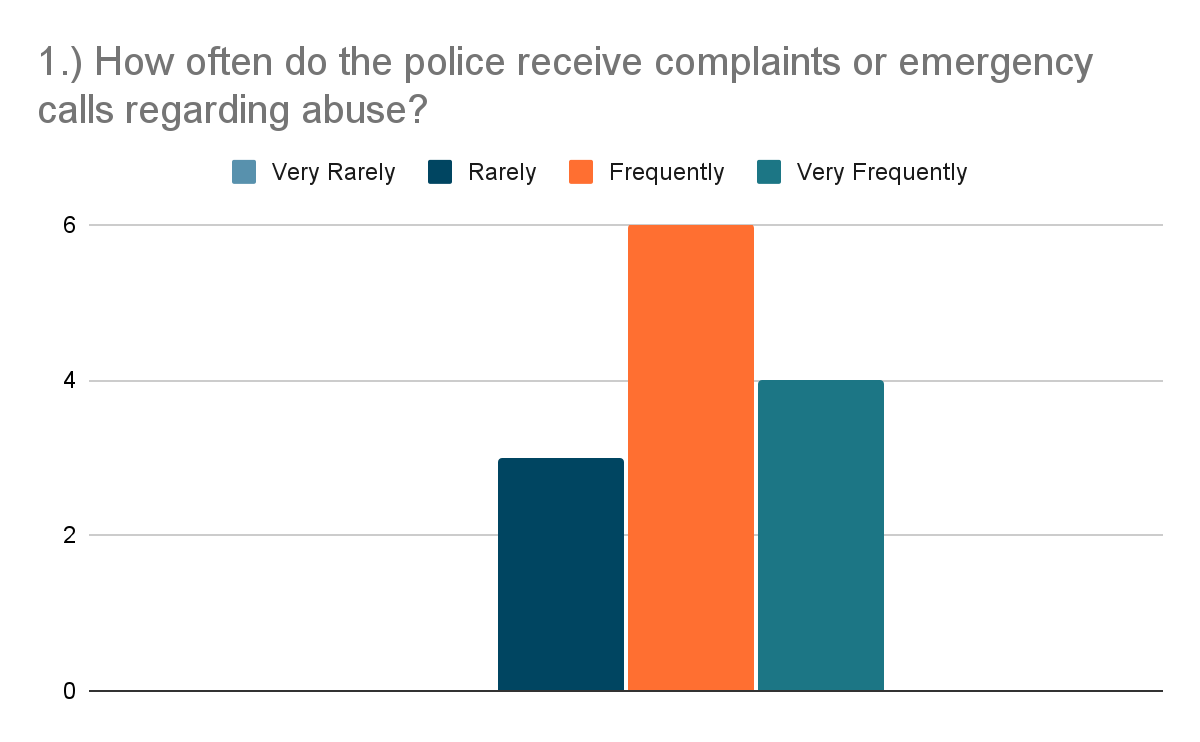 1.) How often do the police receive complaints or emergency
calls regarding abuse?
Very Rarely Rarely Frequently Very Frequently
6
4
2
0